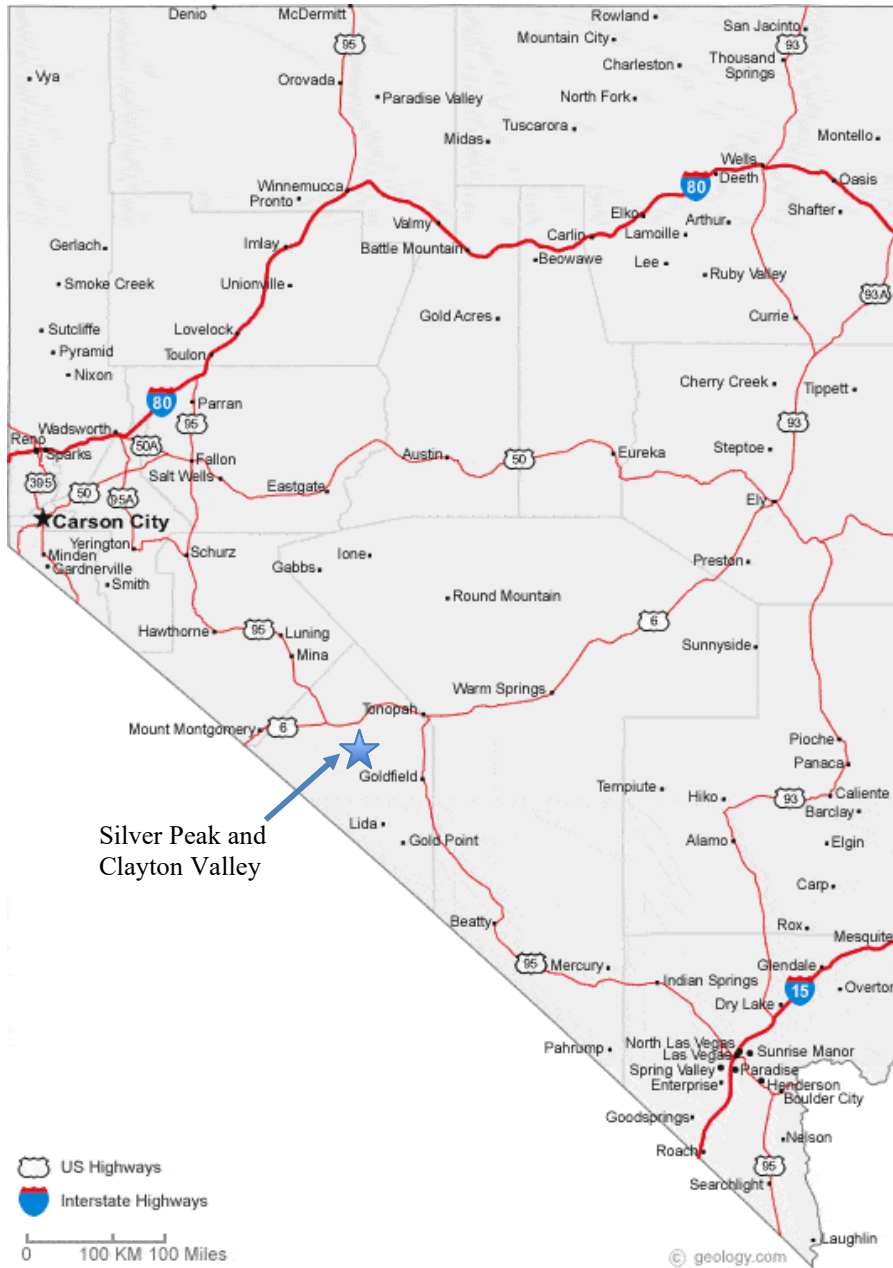 Denio
McDermitt
Rowland
San Jacinto
95
Mountain City
93
Vya
Orovada
Charleston
Thousand
Springs
Paradise Valley
North Fork
Midas
Tuscarora
Montello
Wells
Winnemucca
Pronto
80
Deeth
Oasis
Valmy
Elko
Arthur
Shafter
Gerlach
Imlay
Battle Mountain
Carlin
Lamoille
Beowawe
Lee
Ruby Valley
Smoke Creek
Unionville
93A
Sutcliffe
Lovelock
Gold Acres
Currie
Pyramid
Toulon
Nixon
Cherry Creek
Tippett
80
Parran
95
93
Wadsworth
Reno
Sparks
50A
Austin
50
Eureka
Steptoe
Fallon
395
50
95A
Salt Wells
Eastgate
Ely
Carson City
Yerington
Minden
Schurz
Ione
Gardnerville
Gabbs
Preston
Smith
Round Mountain
6
Hawthorne
95
Luning
Sunnyside
Mina
Warm Springs
Tonopah
Mount Montgomery
6
Pioche
Panaca
Goldfield
Tempiute
Hiko
93
Caliente
Barclay
Silver Peak and
Clayton Valley
Lida
Gold Point
Alamo
Elgin
Carp
Beatty
Rox
Mesquite
95
Mercury
Glendale
Indian Springs
15
Overton
Dry Lake
Pahrump
North Las Vegas
Las Vegas
Sunrise Manor
Spring Valley
Paradise
Enterprise
Henderson
Boulder City
Goodsprings
Nelson
Roach
95
Searchlight
US Highways
Interstate Highways
Laughlin
0 100 KM 100 Miles
© geology.com